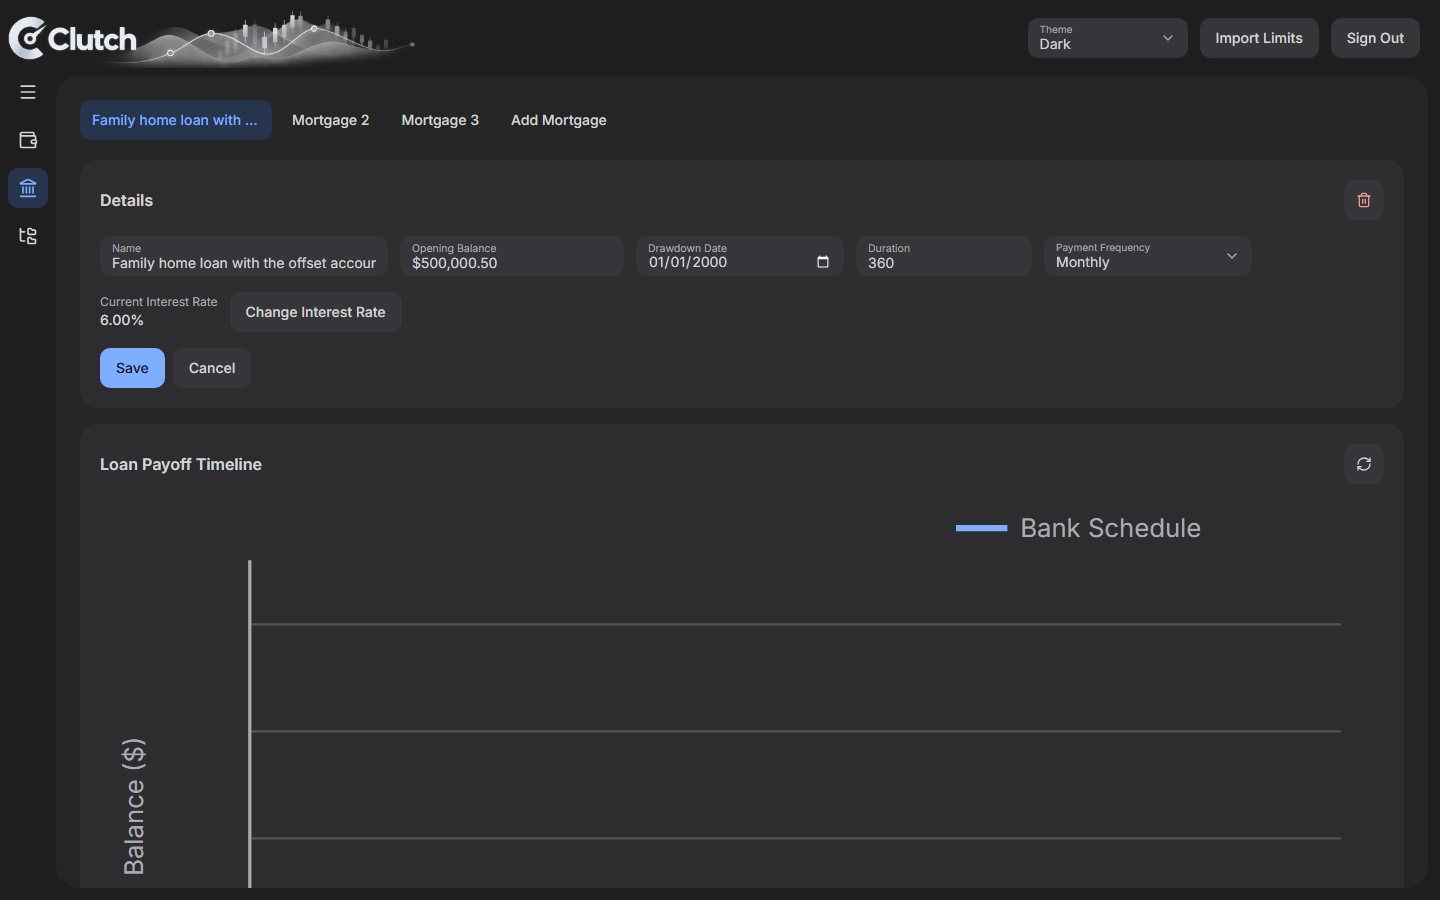 Clutch
Theme
Dark
Import Limits
Sign Out
Family home loan with ...
Mortgage 2
Mortgage 3
Add Mortgage
Details
Name
Family home loan with the offset accour
Opening Balance
$500,000.50
Drawdown Date
01/01/2000
Duration
360
Payment Frequency
Monthly
Current Interest Rate
6.00%
Change Interest Rate
Save
Cancel
Loan Payoff Timeline
Bank Schedule
Balance ($)